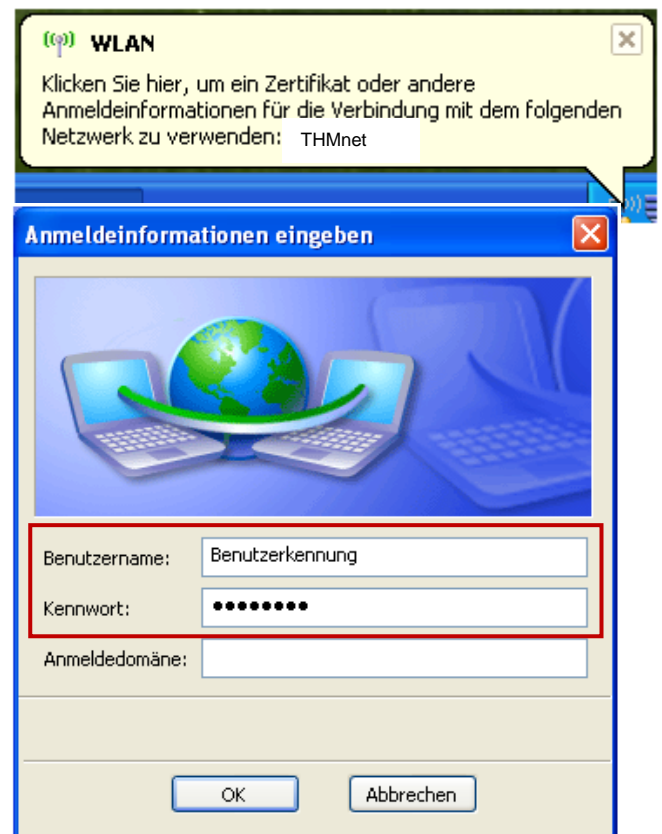 WLAN
Klicken Sie hier, um ein Zertifikat oder andere
Anmeldeinformationen für die Verbindung mit dem folgenden
Netzwerk zu verwenden: THMnet
Anmeldeinformationen eingeben
Benutzername: Benutzerkennung
Kennwort: ●●●●●●●●
Anmeldedomäne:
OK Abbrechen